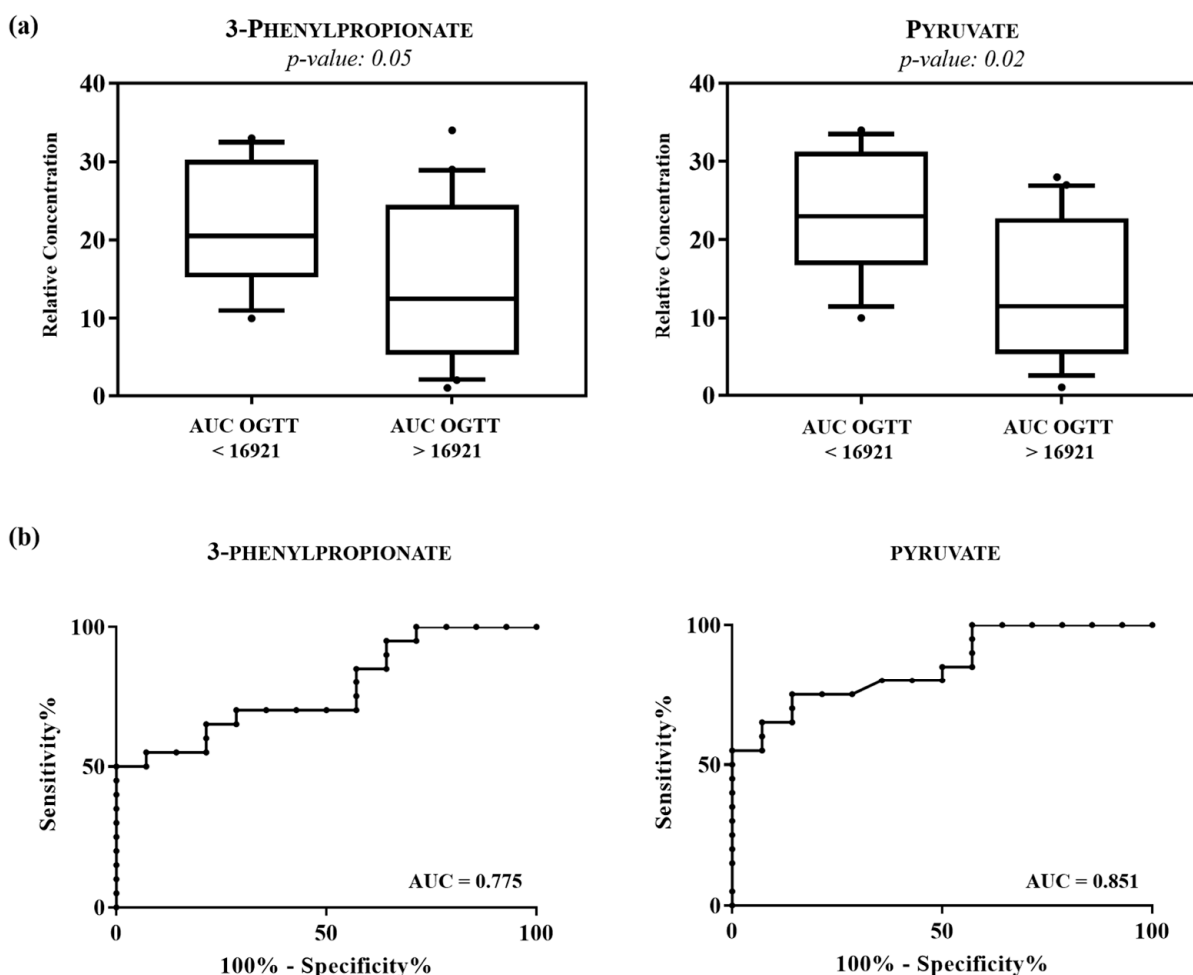 (a)
3-PHENYLPROPIONATE
p-value: 0.05
40
30
20
10
0
Relative Concentration
AUC OGTT
< 16921
AUC OGTT
> 16921
PYRUVATE
p-value: 0.02
40
30
20
10
0
Relative Concentration
AUC OGTT
< 16921
AUC OGTT
> 16921
(b)
3-PHENYLPROPIONATE
100
50
0
Sensitivity%
AUC = 0.775
0
50
100
100% - Specificity%
PYRUVATE
100
50
0
Sensitivity%
AUC = 0.851
0
50
100
100% - Specificity%